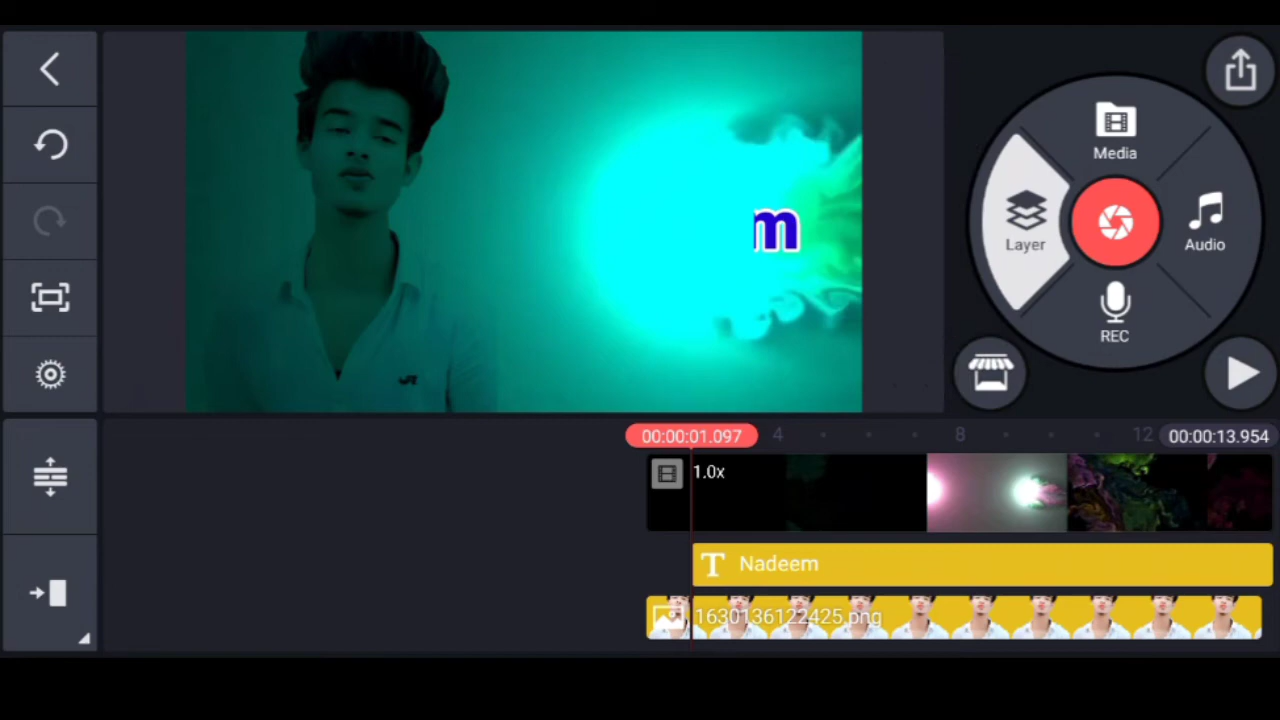 Media
Layer
Audio
REC
m
00:00:01.097
4
8
12
00:00:13.954
1.0x
T Nadeem
1630136122425.png